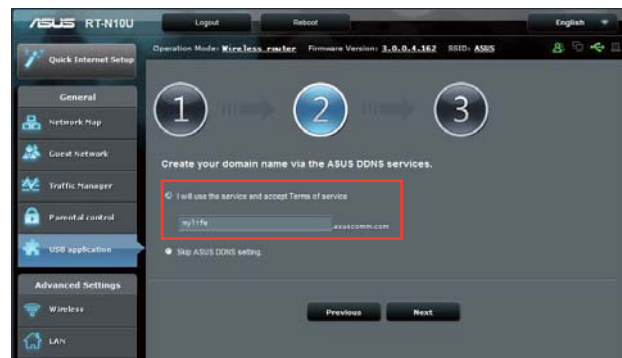 ASUS RT-N10U
Logout Reboot English
Operation Mode: Wireless router Firmware Version: 3.0.0.4.162 SSID: ASUS
Quick Internet Setup
General
Network Map
Guest Network
Traffic Manager
Parental control
USB application
Advanced Settings
Wireless
LAN
1 2 3
Create your domain name via the ASUS DDNS services.
I will use the service and accept Terms of service
mylife .asuscomm.com
Skip ASUS DDNS setting.
Previous Next